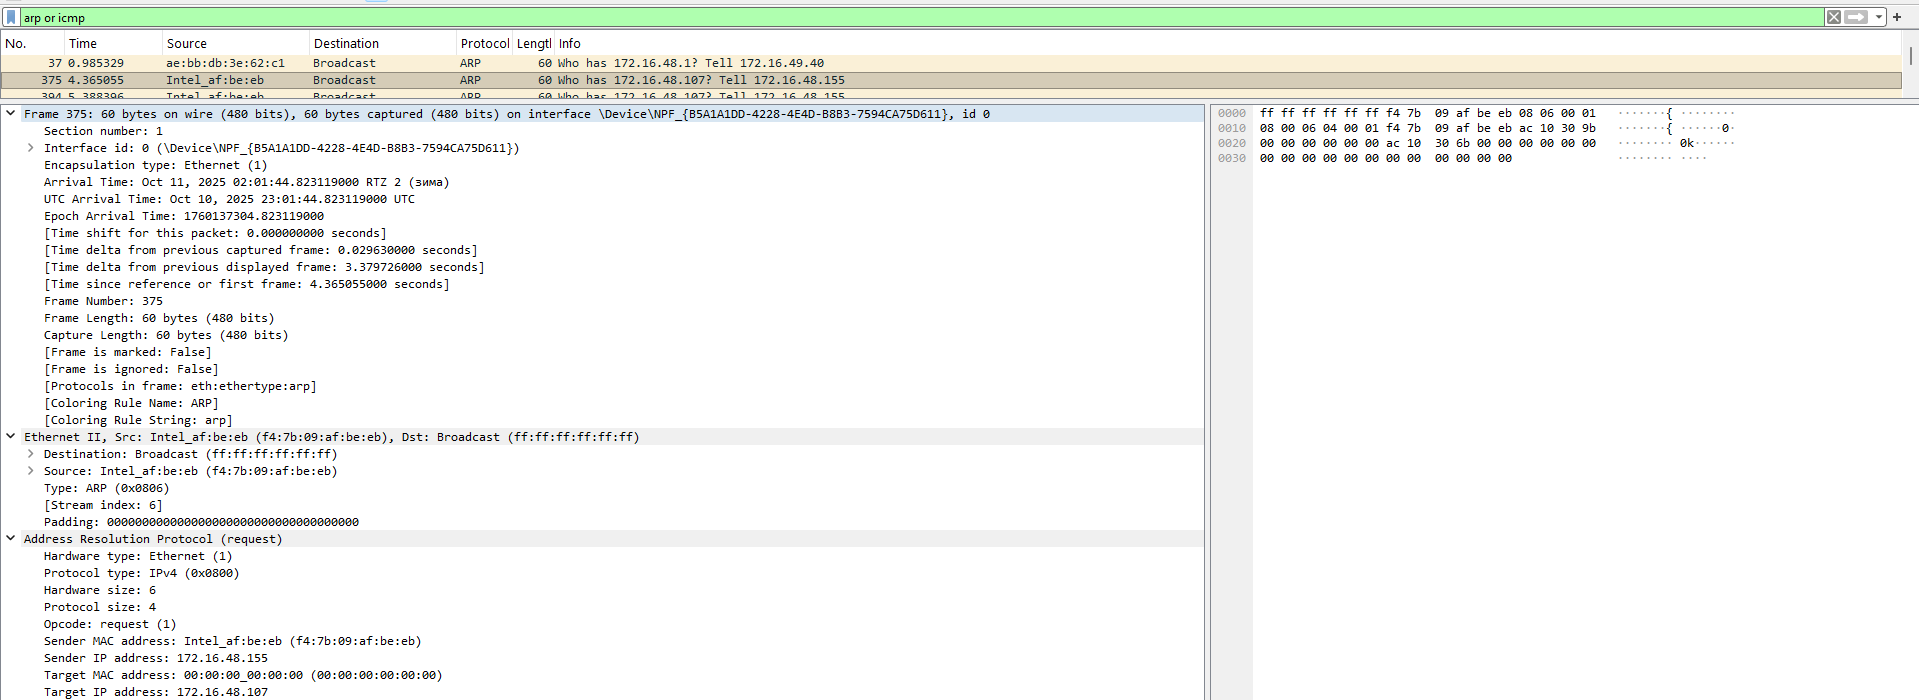 arp or icmp
No. Time Source Destination Protocol Lengtl Info
37 0.985329 ae:bb:db:3e:62:c1 Broadcast ARP 60 Who has 172.16.48.1? Tell 172.16.49.40
375 4.365055 Intel_af:be:eb Broadcast ARP 60 Who has 172.16.48.107? Tell 172.16.48.155
394 5.388396 Intel_af:be:eb Broadcast ARP 60 Who has 172.16.48.107? Tell 172.16.48.155
Frame 375: 60 bytes on wire (480 bits), 60 bytes captured (480 bits) on interface \Device\NPF_{B5A1A1DD-4228-4E4D-B8B3-7594CA75D611}, id 0
Section number: 1
Interface id: 0 (\Device\NPF_{B5A1A1DD-4228-4E4D-B8B3-7594CA75D611})
Encapsulation type: Ethernet (1)
Arrival Time: Oct 11, 2025 02:01:44.823119000 RTZ 2 (зима)
UTC Arrival Time: Oct 10, 2025 23:01:44.823119000 UTC
Epoch Arrival Time: 1760137304.823119000
[Time shift for this packet: 0.000000000 seconds]
[Time delta from previous captured frame: 0.029630000 seconds]
[Time delta from previous displayed frame: 3.379726000 seconds]
[Time since reference or first frame: 4.365055000 seconds]
Frame Number: 375
Frame Length: 60 bytes (480 bits)
Capture Length: 60 bytes (480 bits)
[Frame is marked: False]
[Frame is ignored: False]
[Protocols in frame: eth:ethertype:arp]
[Coloring Rule Name: ARP]
[Coloring Rule String: arp]
Ethernet II, Src: Intel_af:be:eb (f4:7b:09:af:be:eb), Dst: Broadcast (ff:ff:ff:ff:ff:ff)
Destination: Broadcast (ff:ff:ff:ff:ff:ff)
Source: Intel_af:be:eb (f4:7b:09:af:be:eb)
Type: ARP (0x0806)
[Stream index: 6]
Padding: 000000000000000000000000000000000000
Address Resolution Protocol (request)
Hardware type: Ethernet (1)
Protocol type: IPv4 (0x0800)
Hardware size: 6
Protocol size: 4
Opcode: request (1)
Sender MAC address: Intel_af:be:eb (f4:7b:09:af:be:eb)
Sender IP address: 172.16.48.155
Target MAC address: 00:00:00_00:00:00 (00:00:00:00:00:00)
Target IP address: 172.16.48.107
0000 ff ff ff ff ff ff f4 7b 09 af be eb 08 06 00 01 ·······{ ········
0010 08 00 06 04 00 01 f4 7b 09 af be eb ac 10 30 9b ·······{ ······0·
0020 00 00 00 00 00 00 ac 10 30 6b 00 00 00 00 00 00 ········ 0k······
0030 00 00 00 00 00 00 00 00 00 00 00 00 ········ ····